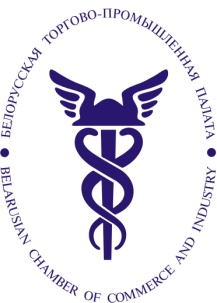 БЕЛОРУССКАЯ ТОРГОВО-ПРОМЫШЛЕННАЯ ПАЛАТА
BELARUSIAN CHAMBER OF COMMERCE AND INDUSTRY